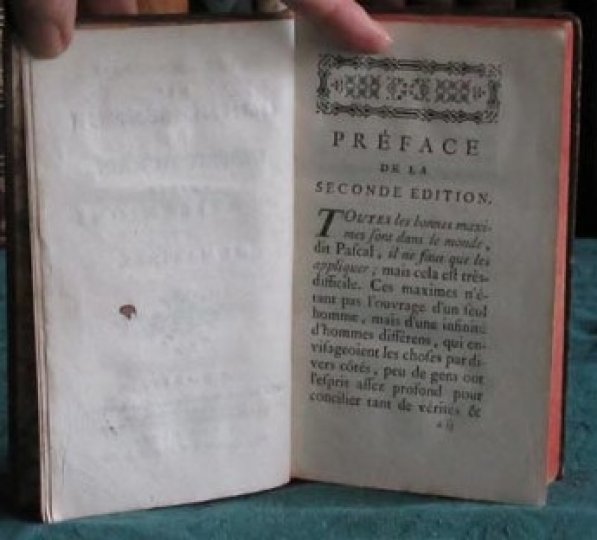 PRÉFACE
DE LA
SECONDE EDITION.
TOUTES les bonnes maxi-
mes sont dans le monde,
dit Pascal, il ne faut que les
appliquer; mais cela est très-
difficile. Ces maximes n'é-
tant pas l'ouvrage d'un seul
homme, mais d'une infinité
d'hommes différens, qui en-
visageoient les choses par di-
vers côtés, peu de gens ont
l'esprit assez profond pour
concilier tant de vérités &
a ij